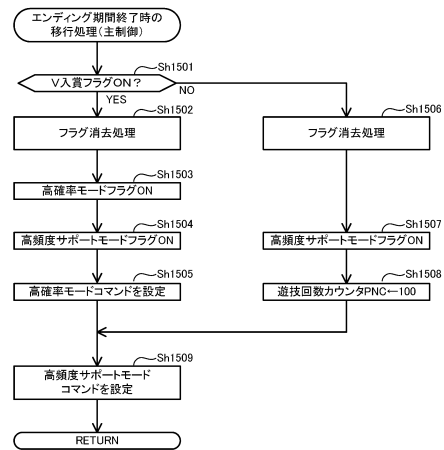 エンディング期間終了時の
移行処理(主制御)
Sh1501
V入賞フラグON?
YES
NO
Sh1502
フラグ消去処理
Sh1503
高確率モードフラグON
Sh1504
高頻度サポートモードフラグON
Sh1505
高確率モードコマンドを設定
Sh1506
フラグ消去処理
Sh1507
高頻度サポートモードフラグON
Sh1508
遊技回数カウンタPNC←100
Sh1509
高頻度サポートモード
コマンドを設定
RETURN